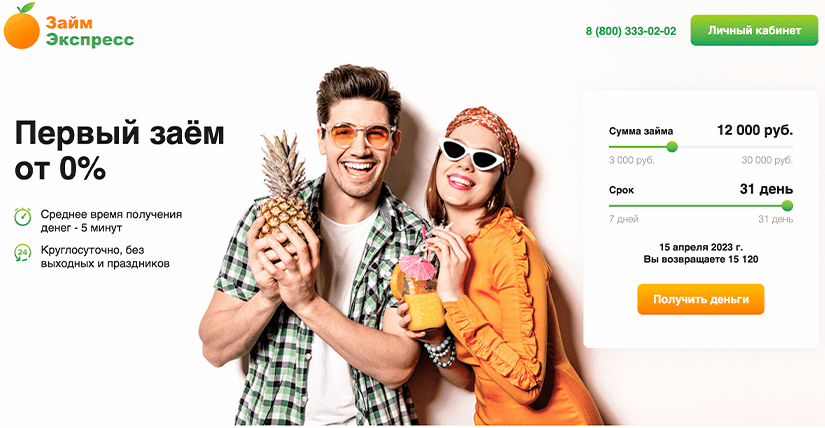 Займ
Экспресс
8 (800) 333-02-02
Личный кабинет
Первый заём
от 0%
Среднее время получения
денег - 5 минут
24
Круглосуточно, без
выходных и праздников
Сумма займа 12 000 руб.
3 000 руб. 30 000 руб.
Срок 31 день
7 дней 31 день
15 апреля 2023 г.
Вы возвращаете 15 120
Получить деньги